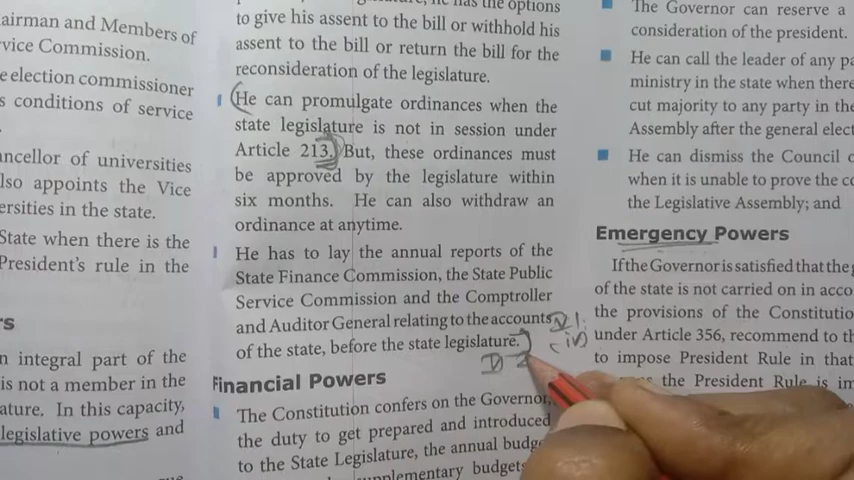 hairman and Members of
vice Commission.
e election commissioner
s conditions of service
ancellor of universities
lso appoints the Vice
ersities in the state.
State when there is the
President's rule in the
rs
n integral part of the
is not a member in the
ature. In this capacity,
legislative powers and
he has the options
to give his assent to the bill or withhold his
assent to the bill or return the bill for the
reconsideration of the legislature.
He can promulgate ordinances when the
state legislature is not in session under
Article 213. But, these ordinances must
be approved by the legislature within
six months. He can also withdraw an
ordinance at anytime.
He has to lay the annual reports of the
State Finance Commission, the State Public
Service Commission and the Comptroller
and Auditor General relating to the accounts
of the state, before the state legislature.
Financial Powers
The Constitution confers on the Governor,
the duty to get prepared and introduced
to the State Legislature, the annual budge
supplementary budgets
The Governor can reserve a
consideration of the president.
He can call the leader of any pa
ministry in the state when there
cut majority to any party in the
Assembly after the general elect
He can dismiss the Council c
when it is unable to prove the co
the Legislative Assembly; and
Emergency Powers
If the Governor is satisfied that the g
of the state is not carried on in acco
the provisions of the Constitutio
under Article 356, recommend to th
to impose President Rule in that
the President Rule is im